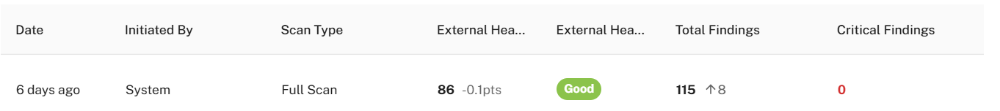 Date Initiated By Scan Type External Hea... External Hea... Total Findings Critical Findings
6 days ago System Full Scan 86 -0.1pts Good 115 ↑8 0